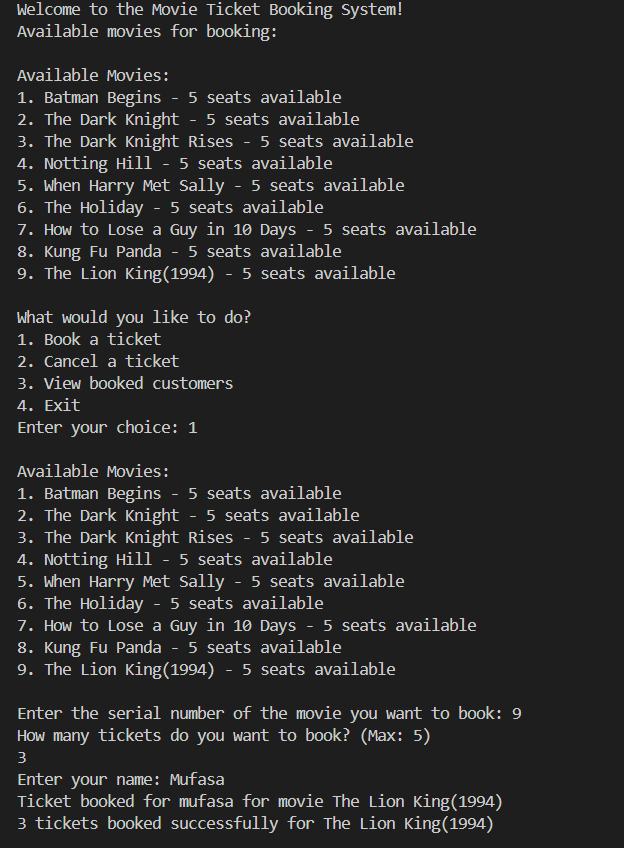 Welcome to the Movie Ticket Booking System!
Available movies for booking:
Available Movies:
1. Batman Begins - 5 seats available
2. The Dark Knight - 5 seats available
3. The Dark Knight Rises - 5 seats available
4. Notting Hill - 5 seats available
5. When Harry Met Sally - 5 seats available
6. The Holiday - 5 seats available
7. How to Lose a Guy in 10 Days - 5 seats available
8. Kung Fu Panda - 5 seats available
9. The Lion King(1994) - 5 seats available
What would you like to do?
1. Book a ticket
2. Cancel a ticket
3. View booked customers
4. Exit
Enter your choice: 1
Available Movies:
1. Batman Begins - 5 seats available
2. The Dark Knight - 5 seats available
3. The Dark Knight Rises - 5 seats available
4. Notting Hill - 5 seats available
5. When Harry Met Sally - 5 seats available
6. The Holiday - 5 seats available
7. How to Lose a Guy in 10 Days - 5 seats available
8. Kung Fu Panda - 5 seats available
9. The Lion King(1994) - 5 seats available
Enter the serial number of the movie you want to book: 9
How many tickets do you want to book? (Max: 5)
3
Enter your name: Mufasa
Ticket booked for mufasa for movie The Lion King(1994)
3 tickets booked successfully for The Lion King(1994)